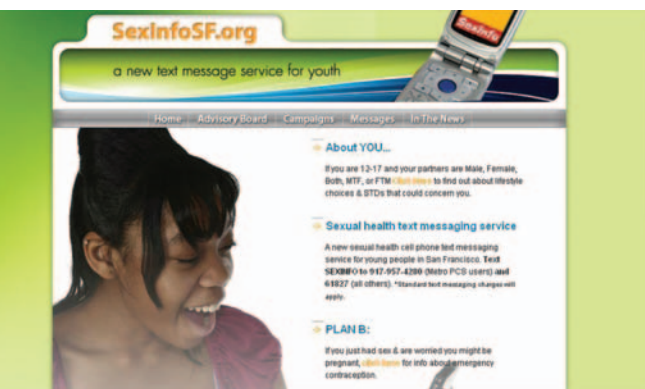 SexInfoSF.org
SexInfo
a new text message service for youth
Home Advisory Board Campaigns Messages In The News
About YOU...
If you are 12-17 and your partners are Male, Female,
Both, MTF, or FTM click here to find out about lifestyle
choices & STDs that could concern you.
Sexual health text messaging service
A new sexual health cell phone text messaging
service for young people in San Francisco. Text
SEXINFO to 917-957-4280 (Metro PCS users) and
61827 (all others). *Standard text messaging charges will
apply.
PLAN B:
If you just had sex & are worried you might be
pregnant, click here for info about emergency
contraception.